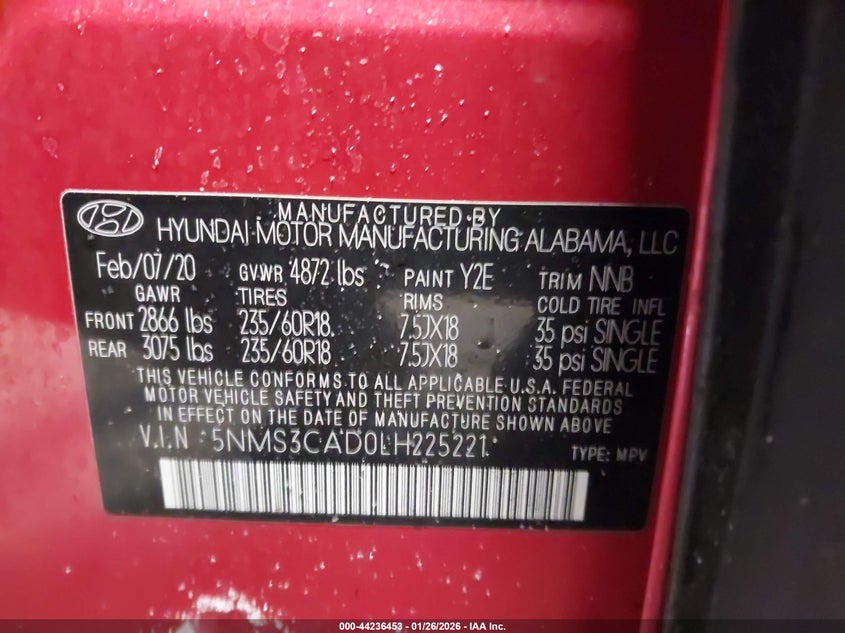 MANUFACTURED BY
HYUNDAI MOTOR MANUFACTURING ALABAMA, LLC
Feb/07/20 GVWR 4872 lbs PAINT Y2E TRIM NNB
GAWR TIRES RIMS COLD TIRE INFL
FRONT 2866 lbs 235/60R18 7.5JX18 35 psi SINGLE
REAR 3075 lbs 235/60R18 7.5JX18 35 psi SINGLE
THIS VEHICLE CONFORMS TO ALL APPLICABLE U.S.A. FEDERAL
MOTOR VEHICLE SAFETY AND THEFT PREVENTION STANDARDS
IN EFFECT ON THE DATE OF MANUFACTURE SHOWN ABOVE
V.I.N 5NMS3CAD0LH225221 TYPE: MPV
000-44236453 - 01/26/2026 - IAA Inc.